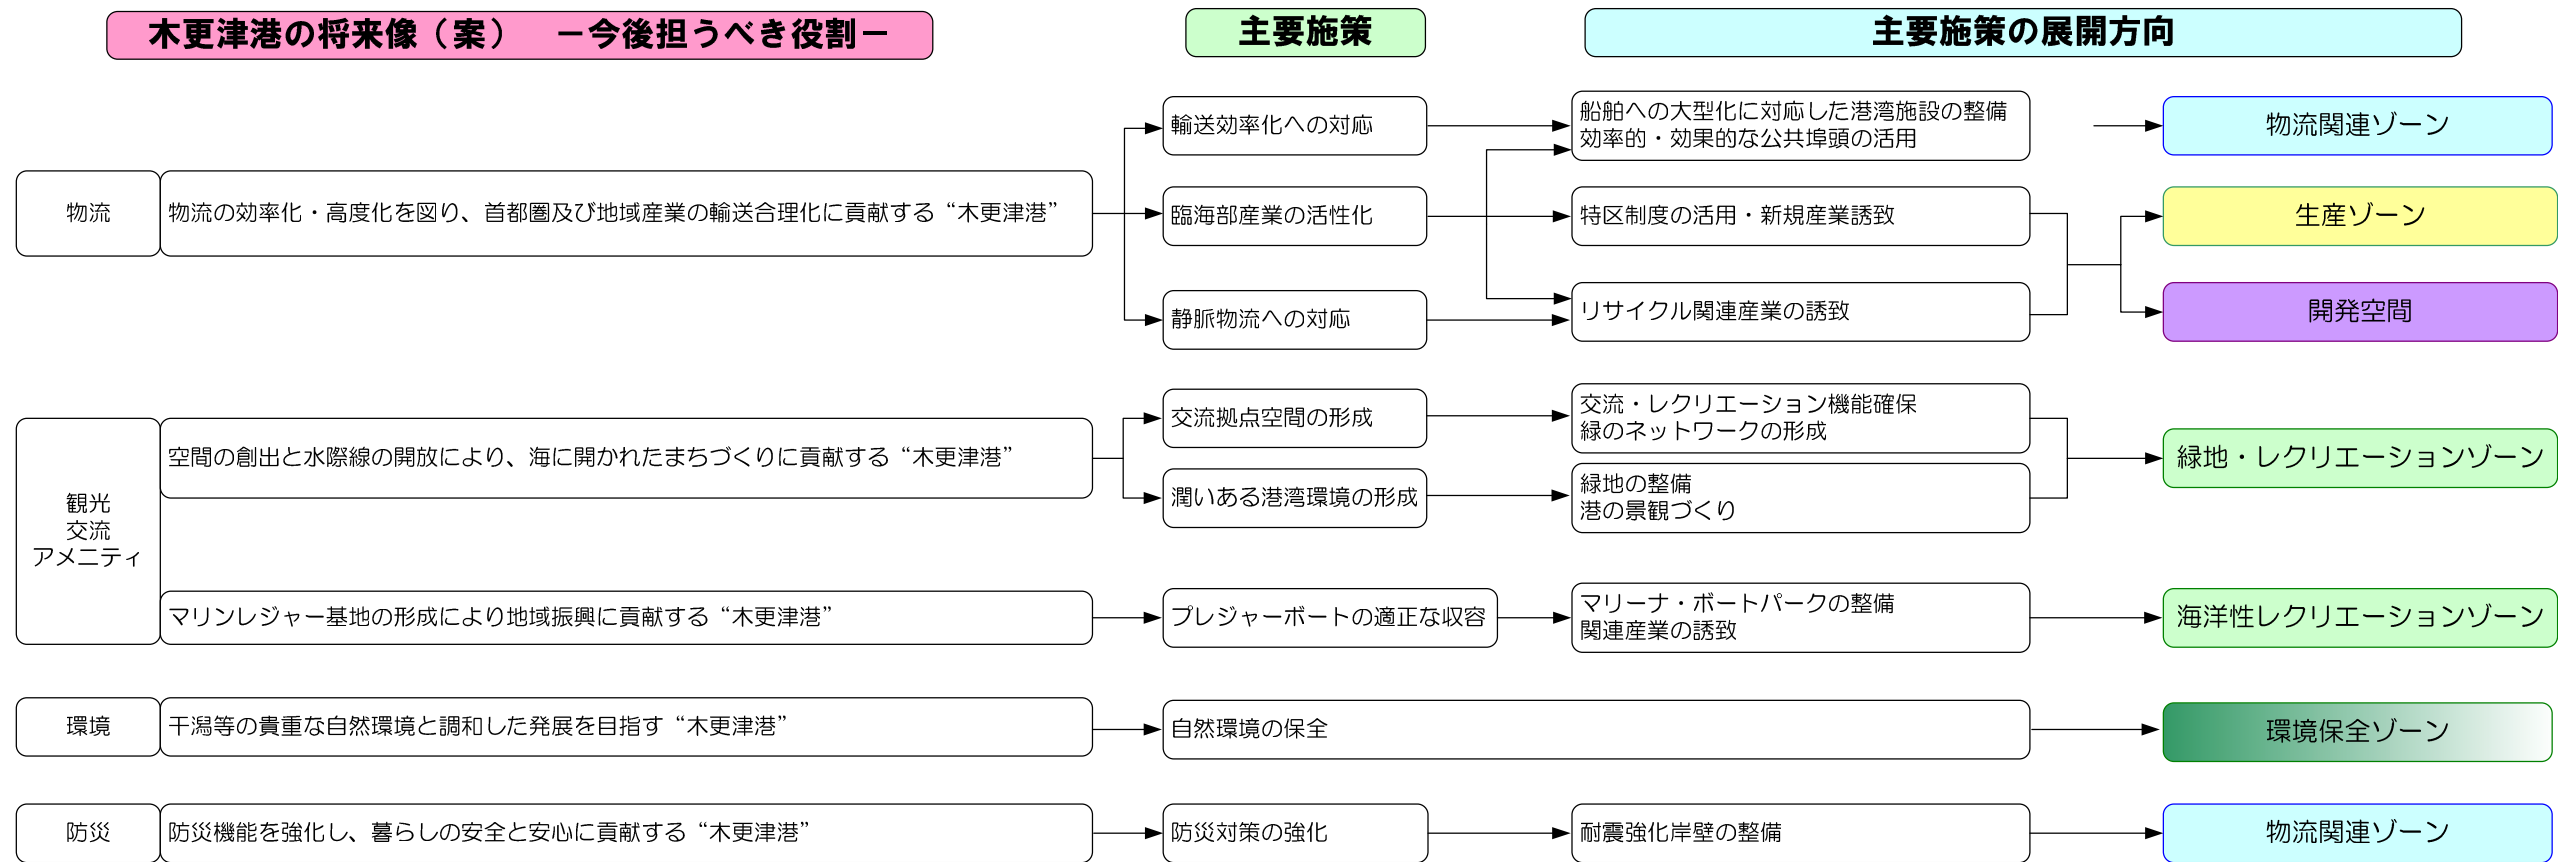 木更津港の将来像（案）　－今後担うべき役割－
主要施策
主要施策の展開方向
物流
物流の効率化・高度化を図り、首都圏及び地域産業の輸送合理化に貢献する“木更津港”
輸送効率化への対応
船舶への大型化に対応した港湾施設の整備
効率的・効果的な公共埠頭の活用
物流関連ゾーン
臨海部産業の活性化
特区制度の活用・新規産業誘致
生産ゾーン
静脈物流への対応
リサイクル関連産業の誘致
開発空間
観光
交流
アメニティ
空間の創出と水際線の開放により、海に開かれたまちづくりに貢献する“木更津港”
交流拠点空間の形成
交流・レクリエーション機能確保
緑のネットワークの形成
潤いある港湾環境の形成
緑地の整備
港の景観づくり
緑地・レクリエーションゾーン
マリンレジャー基地の形成により地域振興に貢献する“木更津港”
プレジャーボートの適正な収容
マリーナ・ボートパークの整備
関連産業の誘致
海洋性レクリエーションゾーン
環境
干潟等の貴重な自然環境と調和した発展を目指す“木更津港”
自然環境の保全
環境保全ゾーン
防災
防災機能を強化し、暮らしの安全と安心に貢献する“木更津港”
防災対策の強化
耐震強化岸壁の整備
物流関連ゾーン